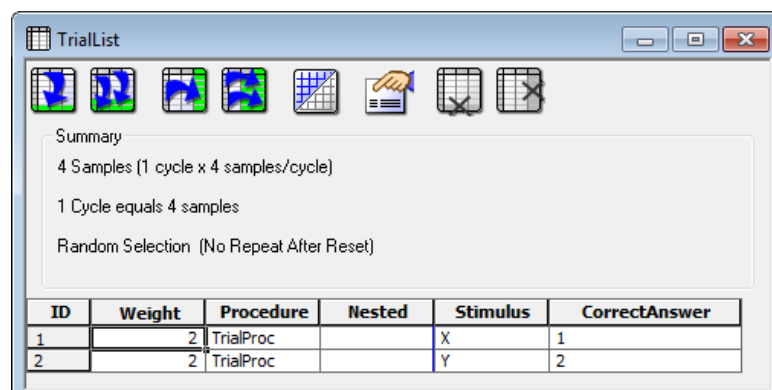 TrialList
Summary
4 Samples (1 cycle x 4 samples/cycle)
1 Cycle equals 4 samples
Random Selection (No Repeat After Reset)
ID Weight Procedure Nested Stimulus CorrectAnswer
1 2 TrialProc X 1
2 2 TrialProc Y 2